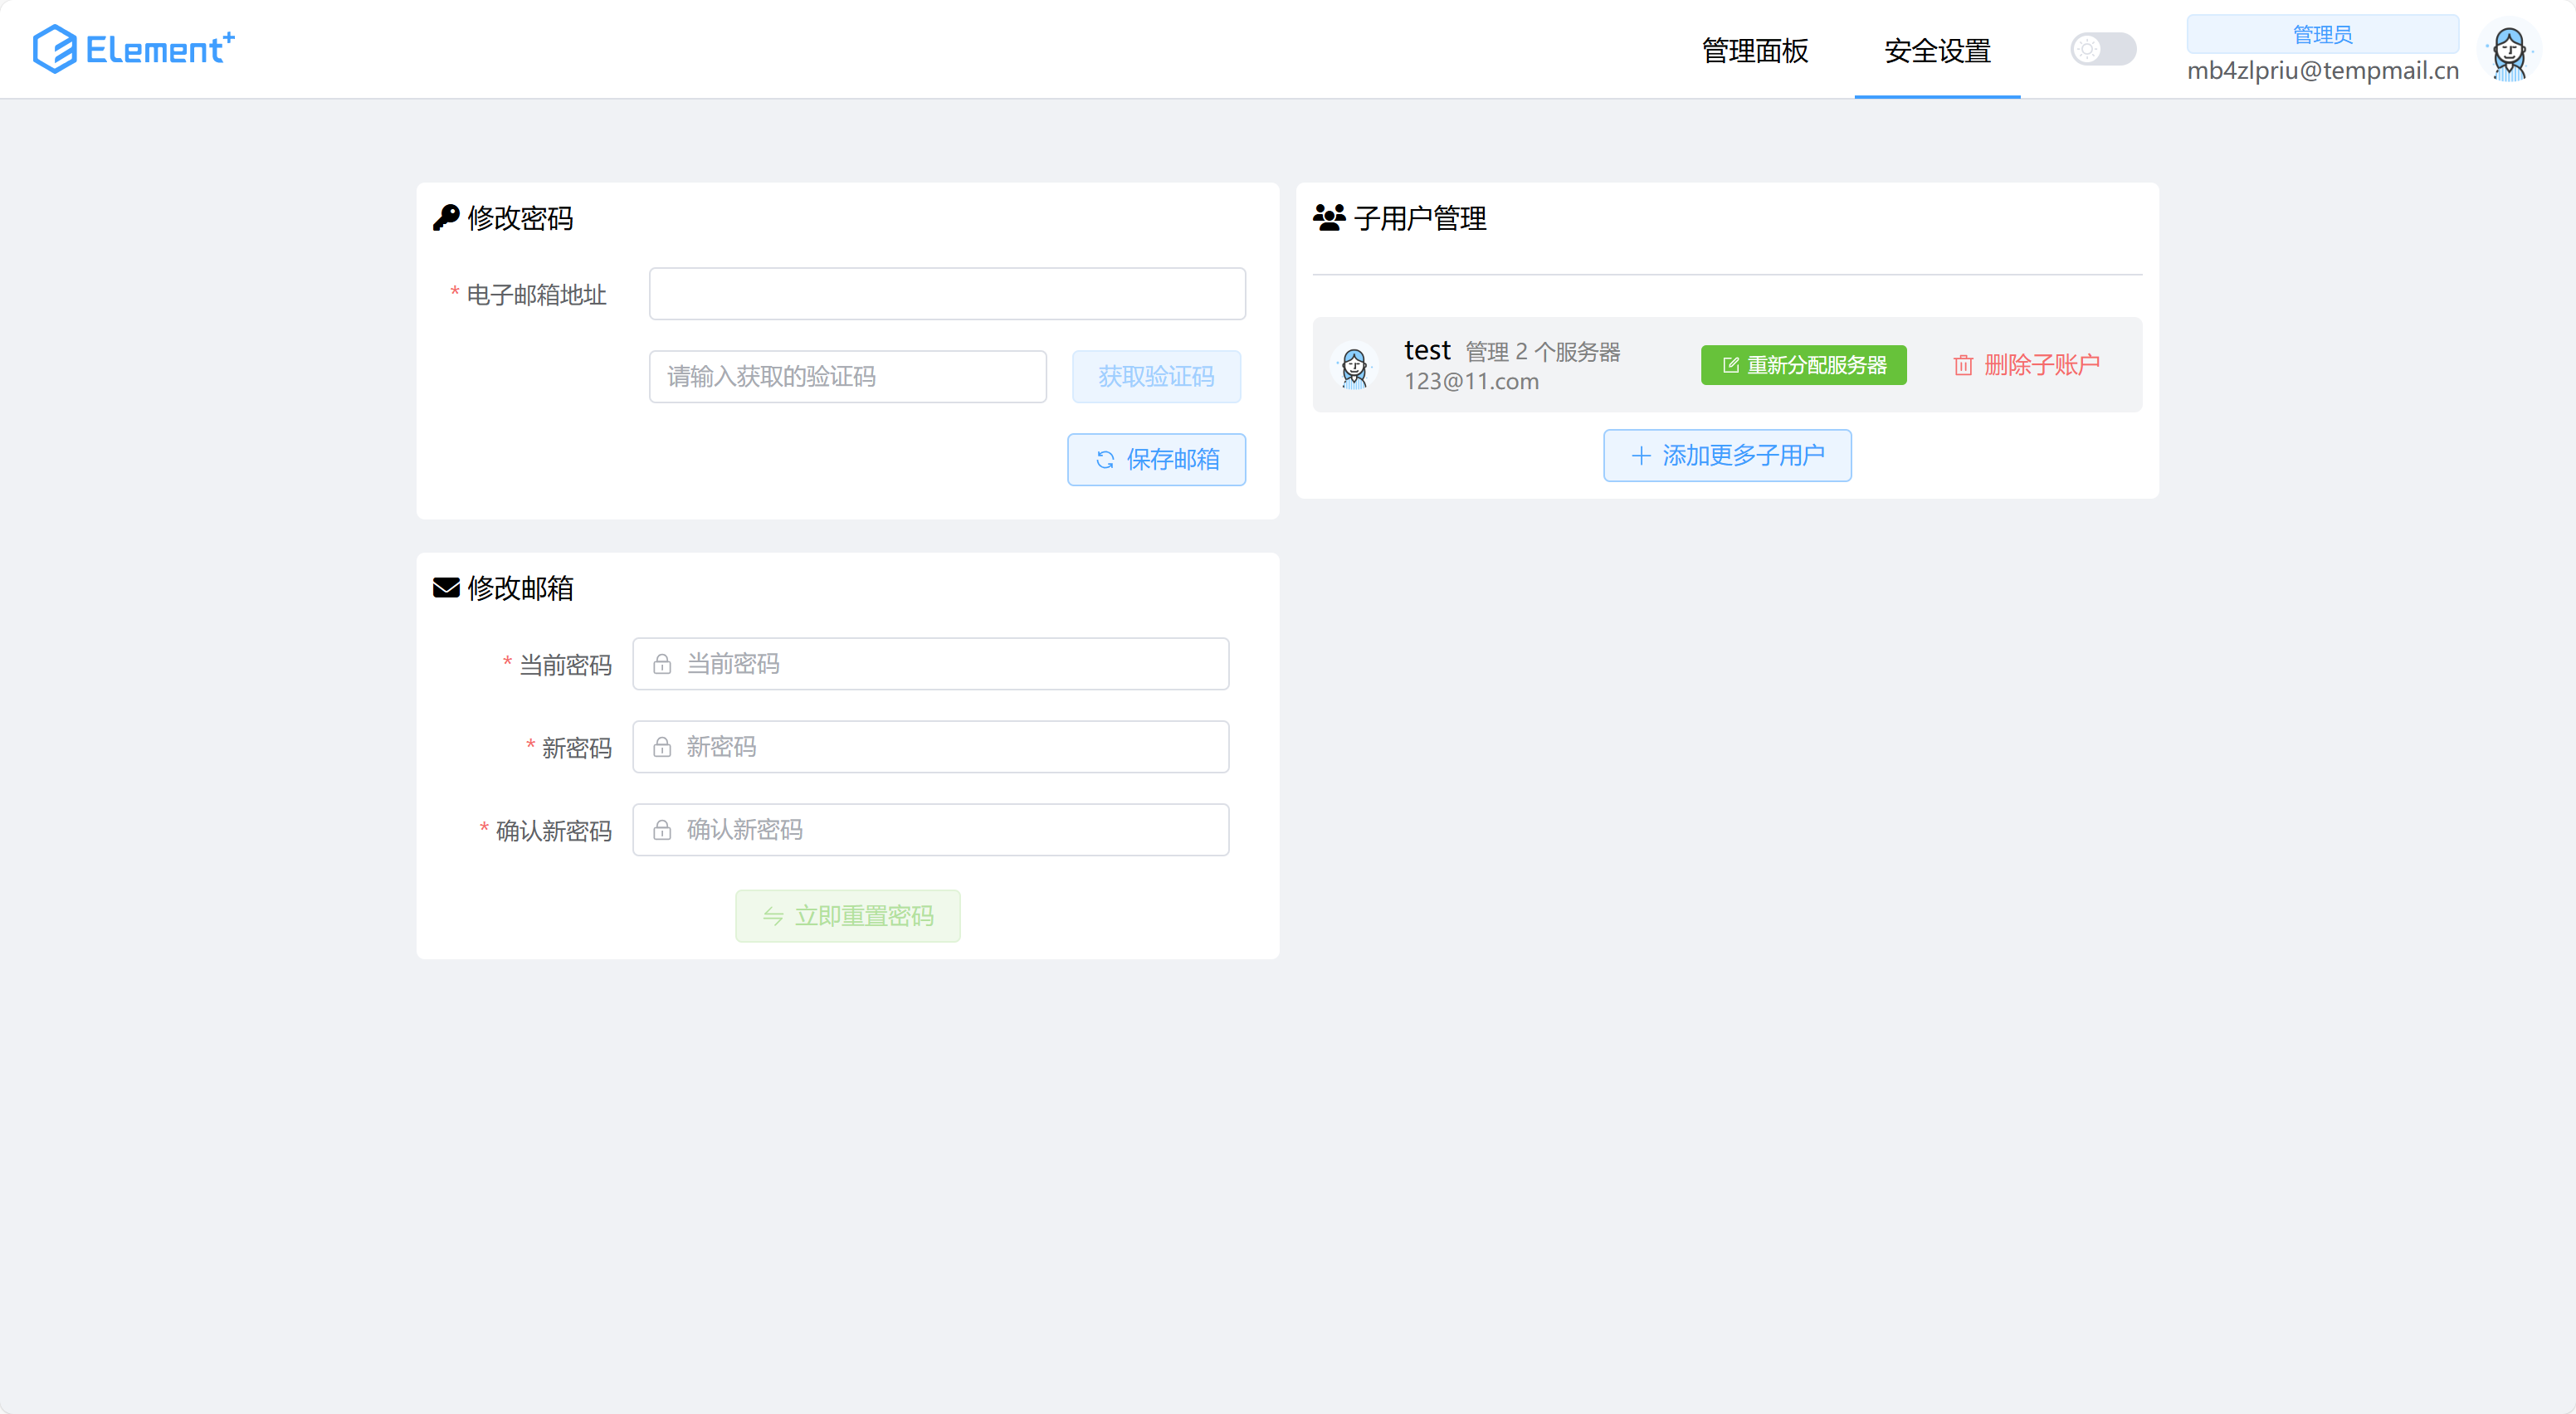 Element+
管理面板
安全设置
管理员
mb4zlpriu@tempmail.cn
修改密码
* 电子邮箱地址
请输入获取的验证码
获取验证码
保存邮箱
修改邮箱
* 当前密码
当前密码
* 新密码
新密码
* 确认新密码
确认新密码
立即重置密码
子用户管理
test 管理 2 个服务器
123@11.com
重新分配服务器
删除子账户
添加更多子用户